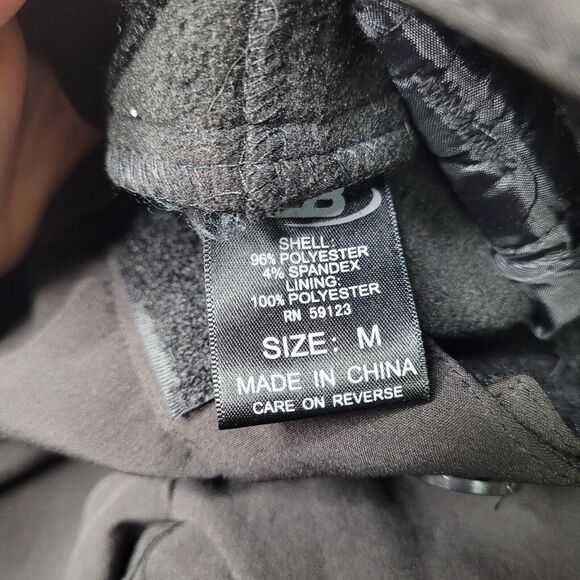 SHELL:
96% POLYESTER
4% SPANDEX
LINING:
100% POLYESTER
RN 59123
SIZE: M
MADE IN CHINA
CARE ON REVERSE